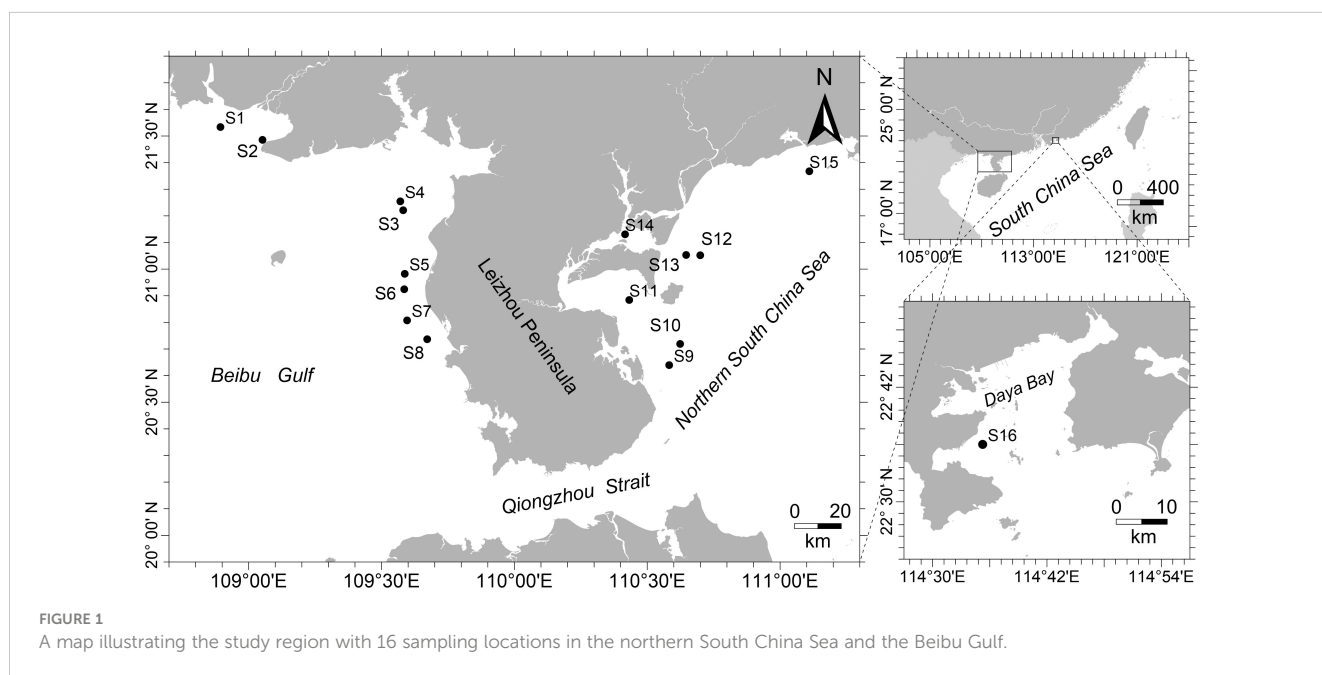 S1
S2
S4
S3
S5
S6
S7
S8
S14
S12
S13
S11
S10
S9
S15
N
Leizhou Peninsula
Beibu Gulf
Northern South China Sea
Qiongzhou Strait
0 20
km
21° 30' N
21° 00' N
20° 30' N
20° 00' N
109°00'E
109°30'E
110°00'E
110°30'E
111°00'E
25° 00' N
17° 00' N
South China Sea
0 400
km
105°00'E
113°00'E
121°00'E
22° 42' N
22° 30' N
Daya Bay
S16
0 10
km
114°30'E
114°42'E
114°54'E
FIGURE 1
A map illustrating the study region with 16 sampling locations in the northern South China Sea and the Beibu Gulf.